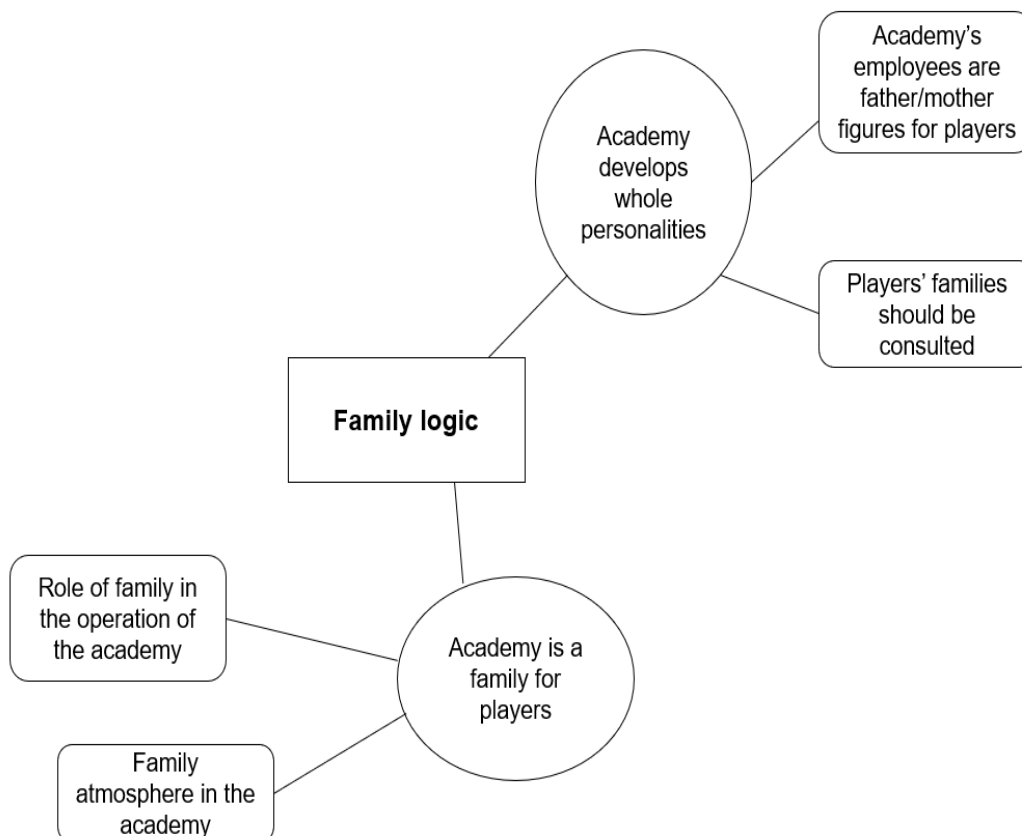 Academy’s
employees are
father/mother
figures for players
Academy
develops
whole
personalities
Players’ families
should be
consulted
Family logic
Role of family in
the operation of
the academy
Academy is a
family for
players
Family
atmosphere in the
academy